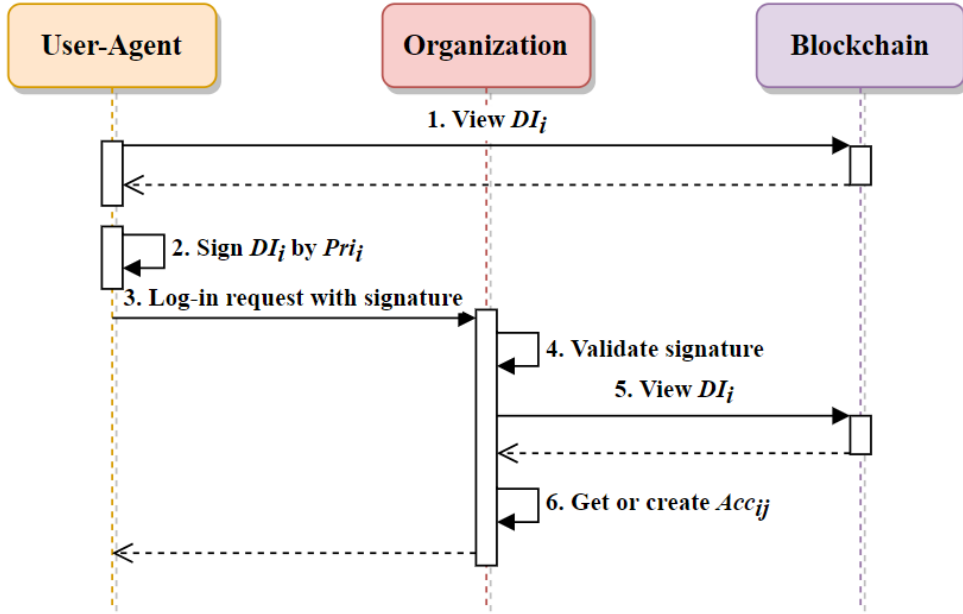 User-Agent
Organization
Blockchain
1. View DIi
2. Sign DIi by Prii
3. Log-in request with signature
4. Validate signature
5. View DIi
6. Get or create Accij